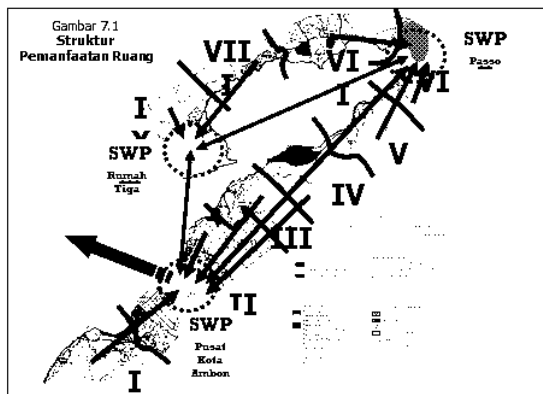 Gambar 7.1
Struktur
Pemanfaatan Ruang
VII
I
VI
I
SWP
Passo
VI
I
SWP
Rumah
Tiga
V
IV
III
II
SWP
Pusat
Kota
Ambon
I